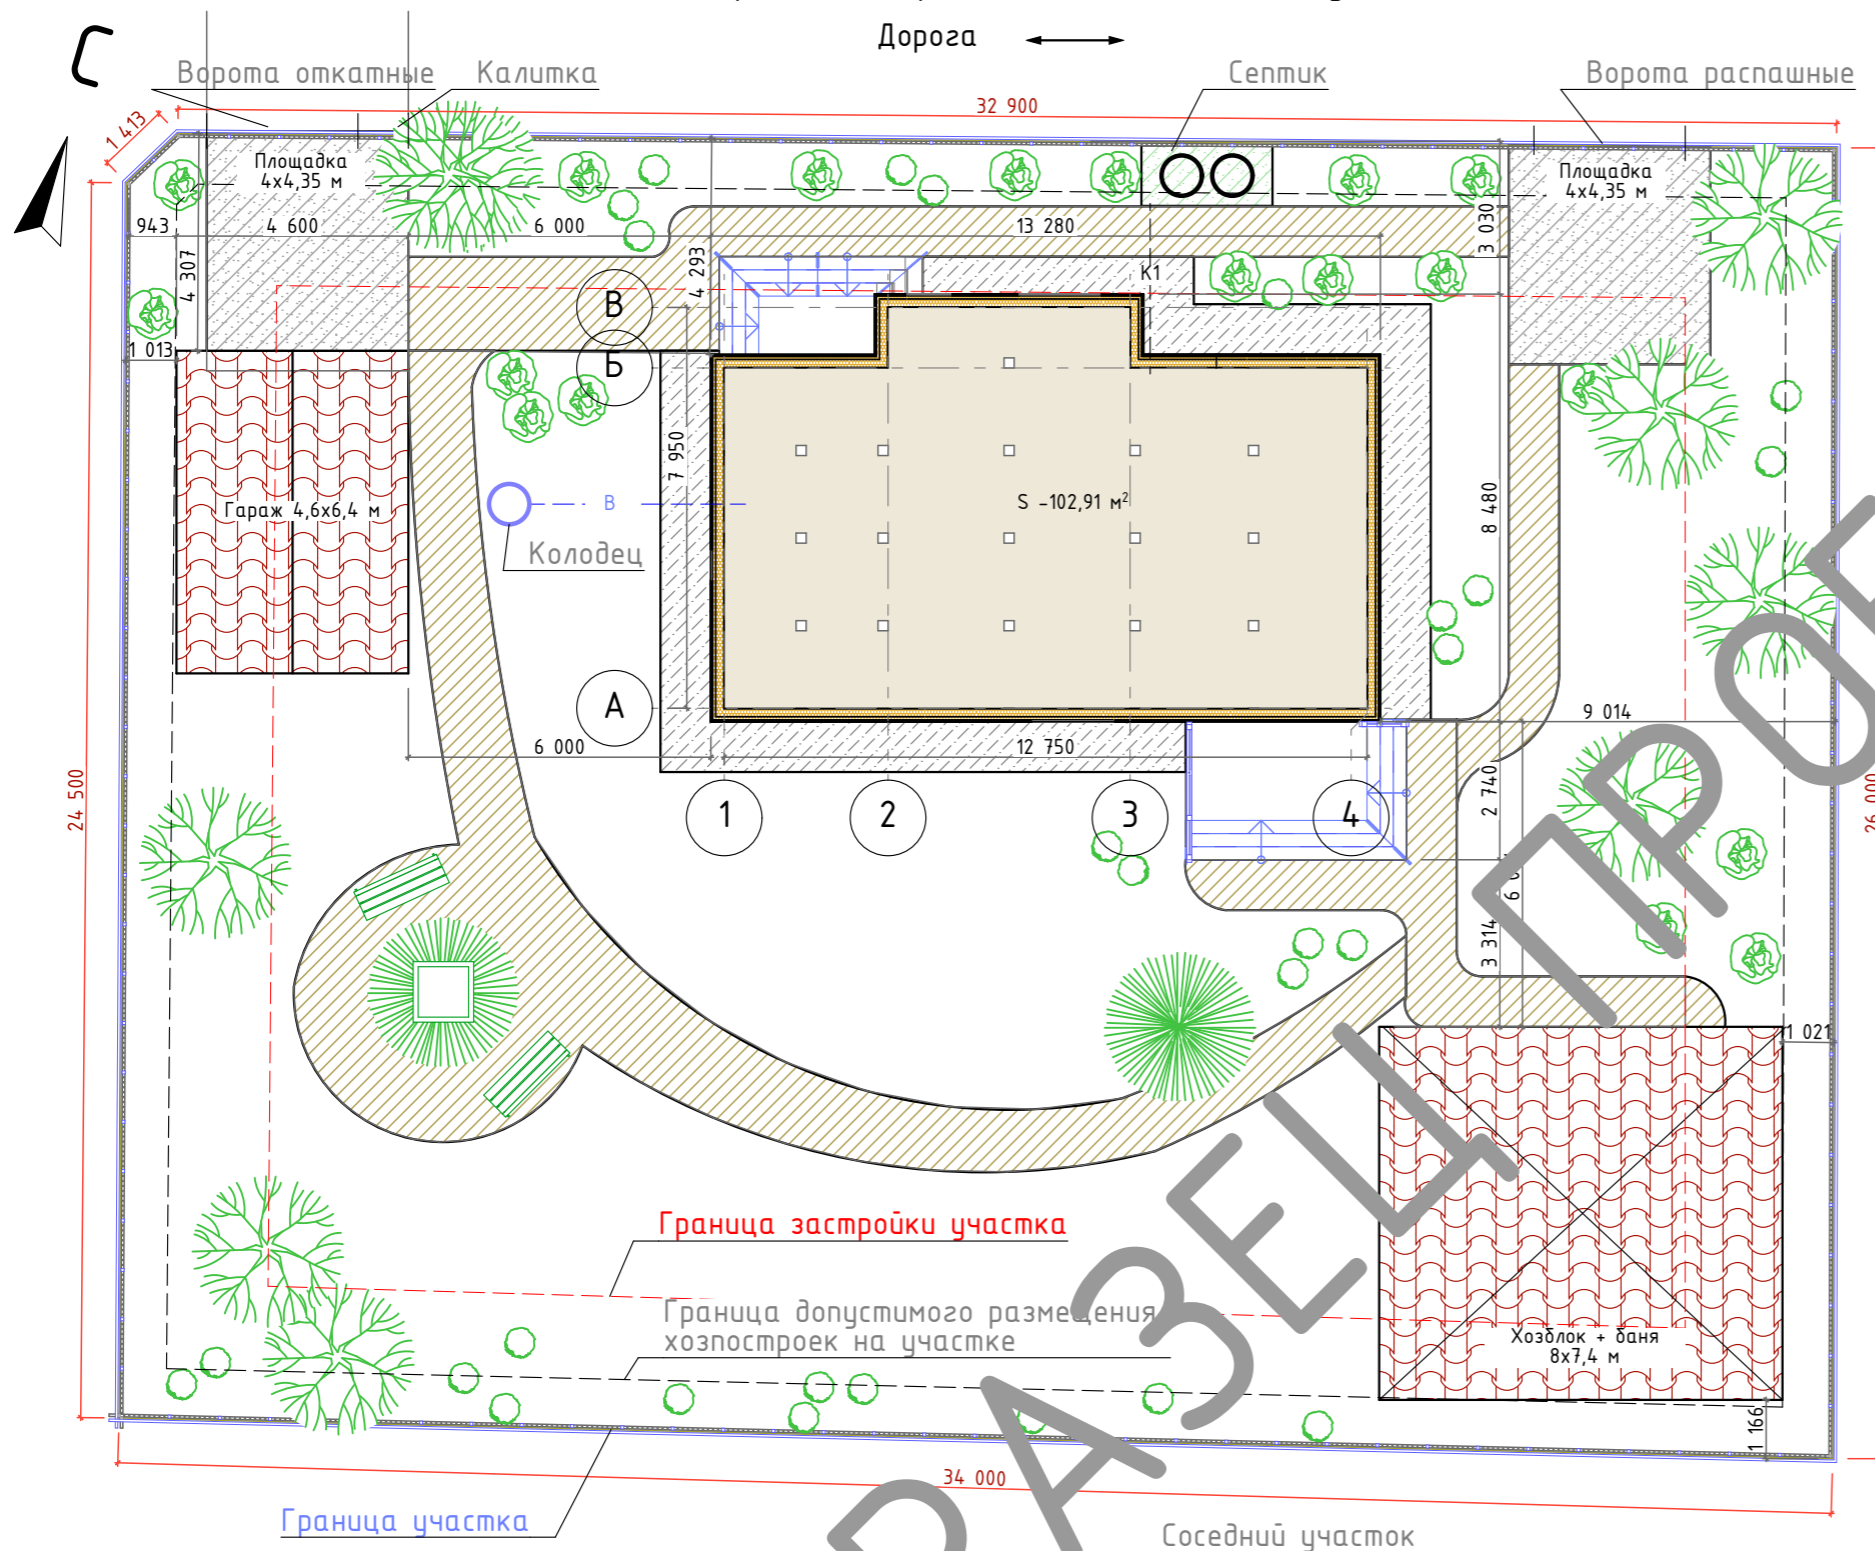 Дорога
С
Ворота откатные
Калитка
Септик
Ворота распашные
1 413
32 900
Площадка
4х4,35 м
Площадка
4х4,35 м
943
4 600
6 000
13 280
3 030
4 307
4 293
К1
В
1 013
Б
7 950
Гараж 4,6х6,4 м
В
S -102,91 м²
8 480
Колодец
А
9 014
6 000
12 750
24 500
26 000
2 740
1
2
3
4
3 314
1 021
Граница застройки участка
Граница допустимого размещения
хозпостроек на участке
Хозблок + баня
8х7,4 м
1 166
34 000
Граница участка
Соседний участок